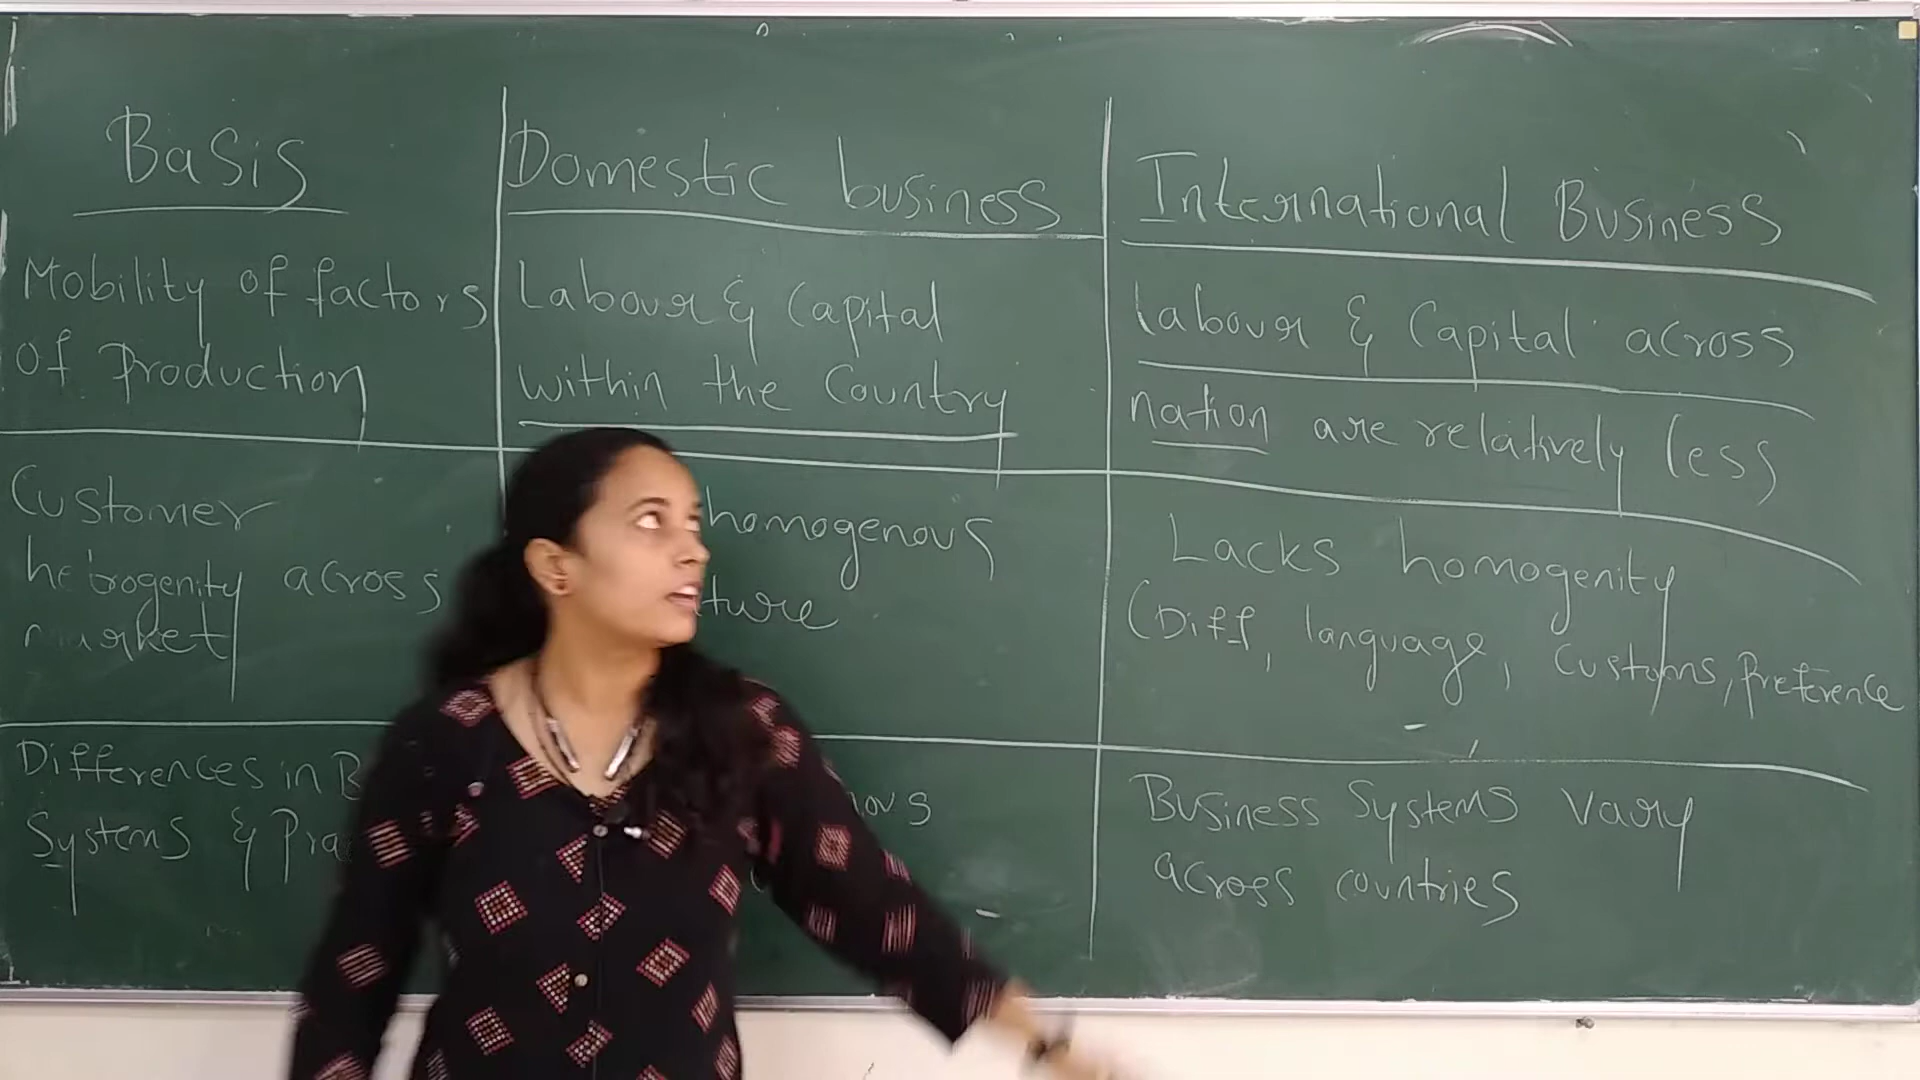 Basis
Domestic business
International Business
Mobility of factors
of Production
Labour & Capital
within the Country
Labour & Capital across
nation are relatively less
Customer
hetrogenity across
market
homogenous
Lacks homogenity
(Diff, language, Customs, Preference
Differences in
Systems &
Business Systems vary
across countries